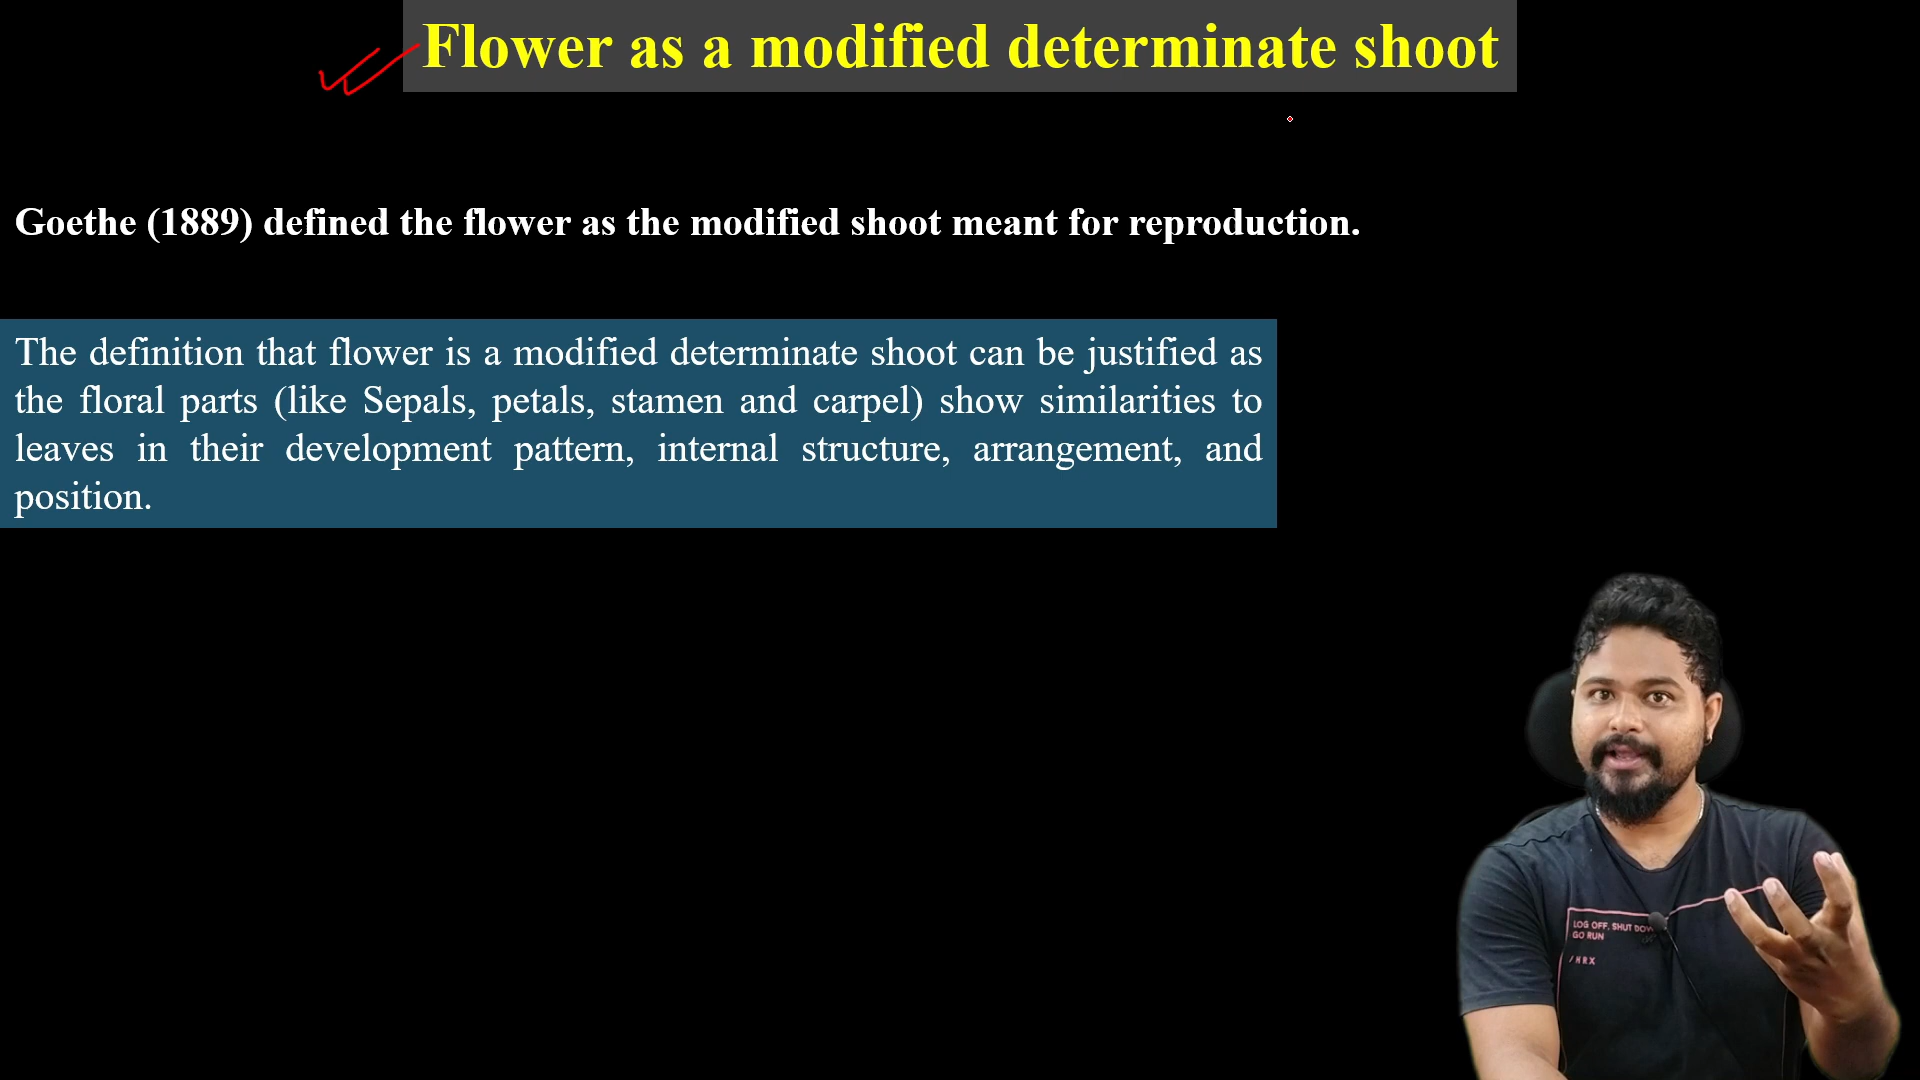 Flower as a modified determinate shoot
Goethe (1889) defined the flower as the modified shoot meant for reproduction.
The definition that flower is a modified determinate shoot can be justified as
the floral parts (like Sepals, petals, stamen and carpel) show similarities to
leaves in their development pattern, internal structure, arrangement, and
position.
LOG OFF, SHUT
GO RUN
/HRX